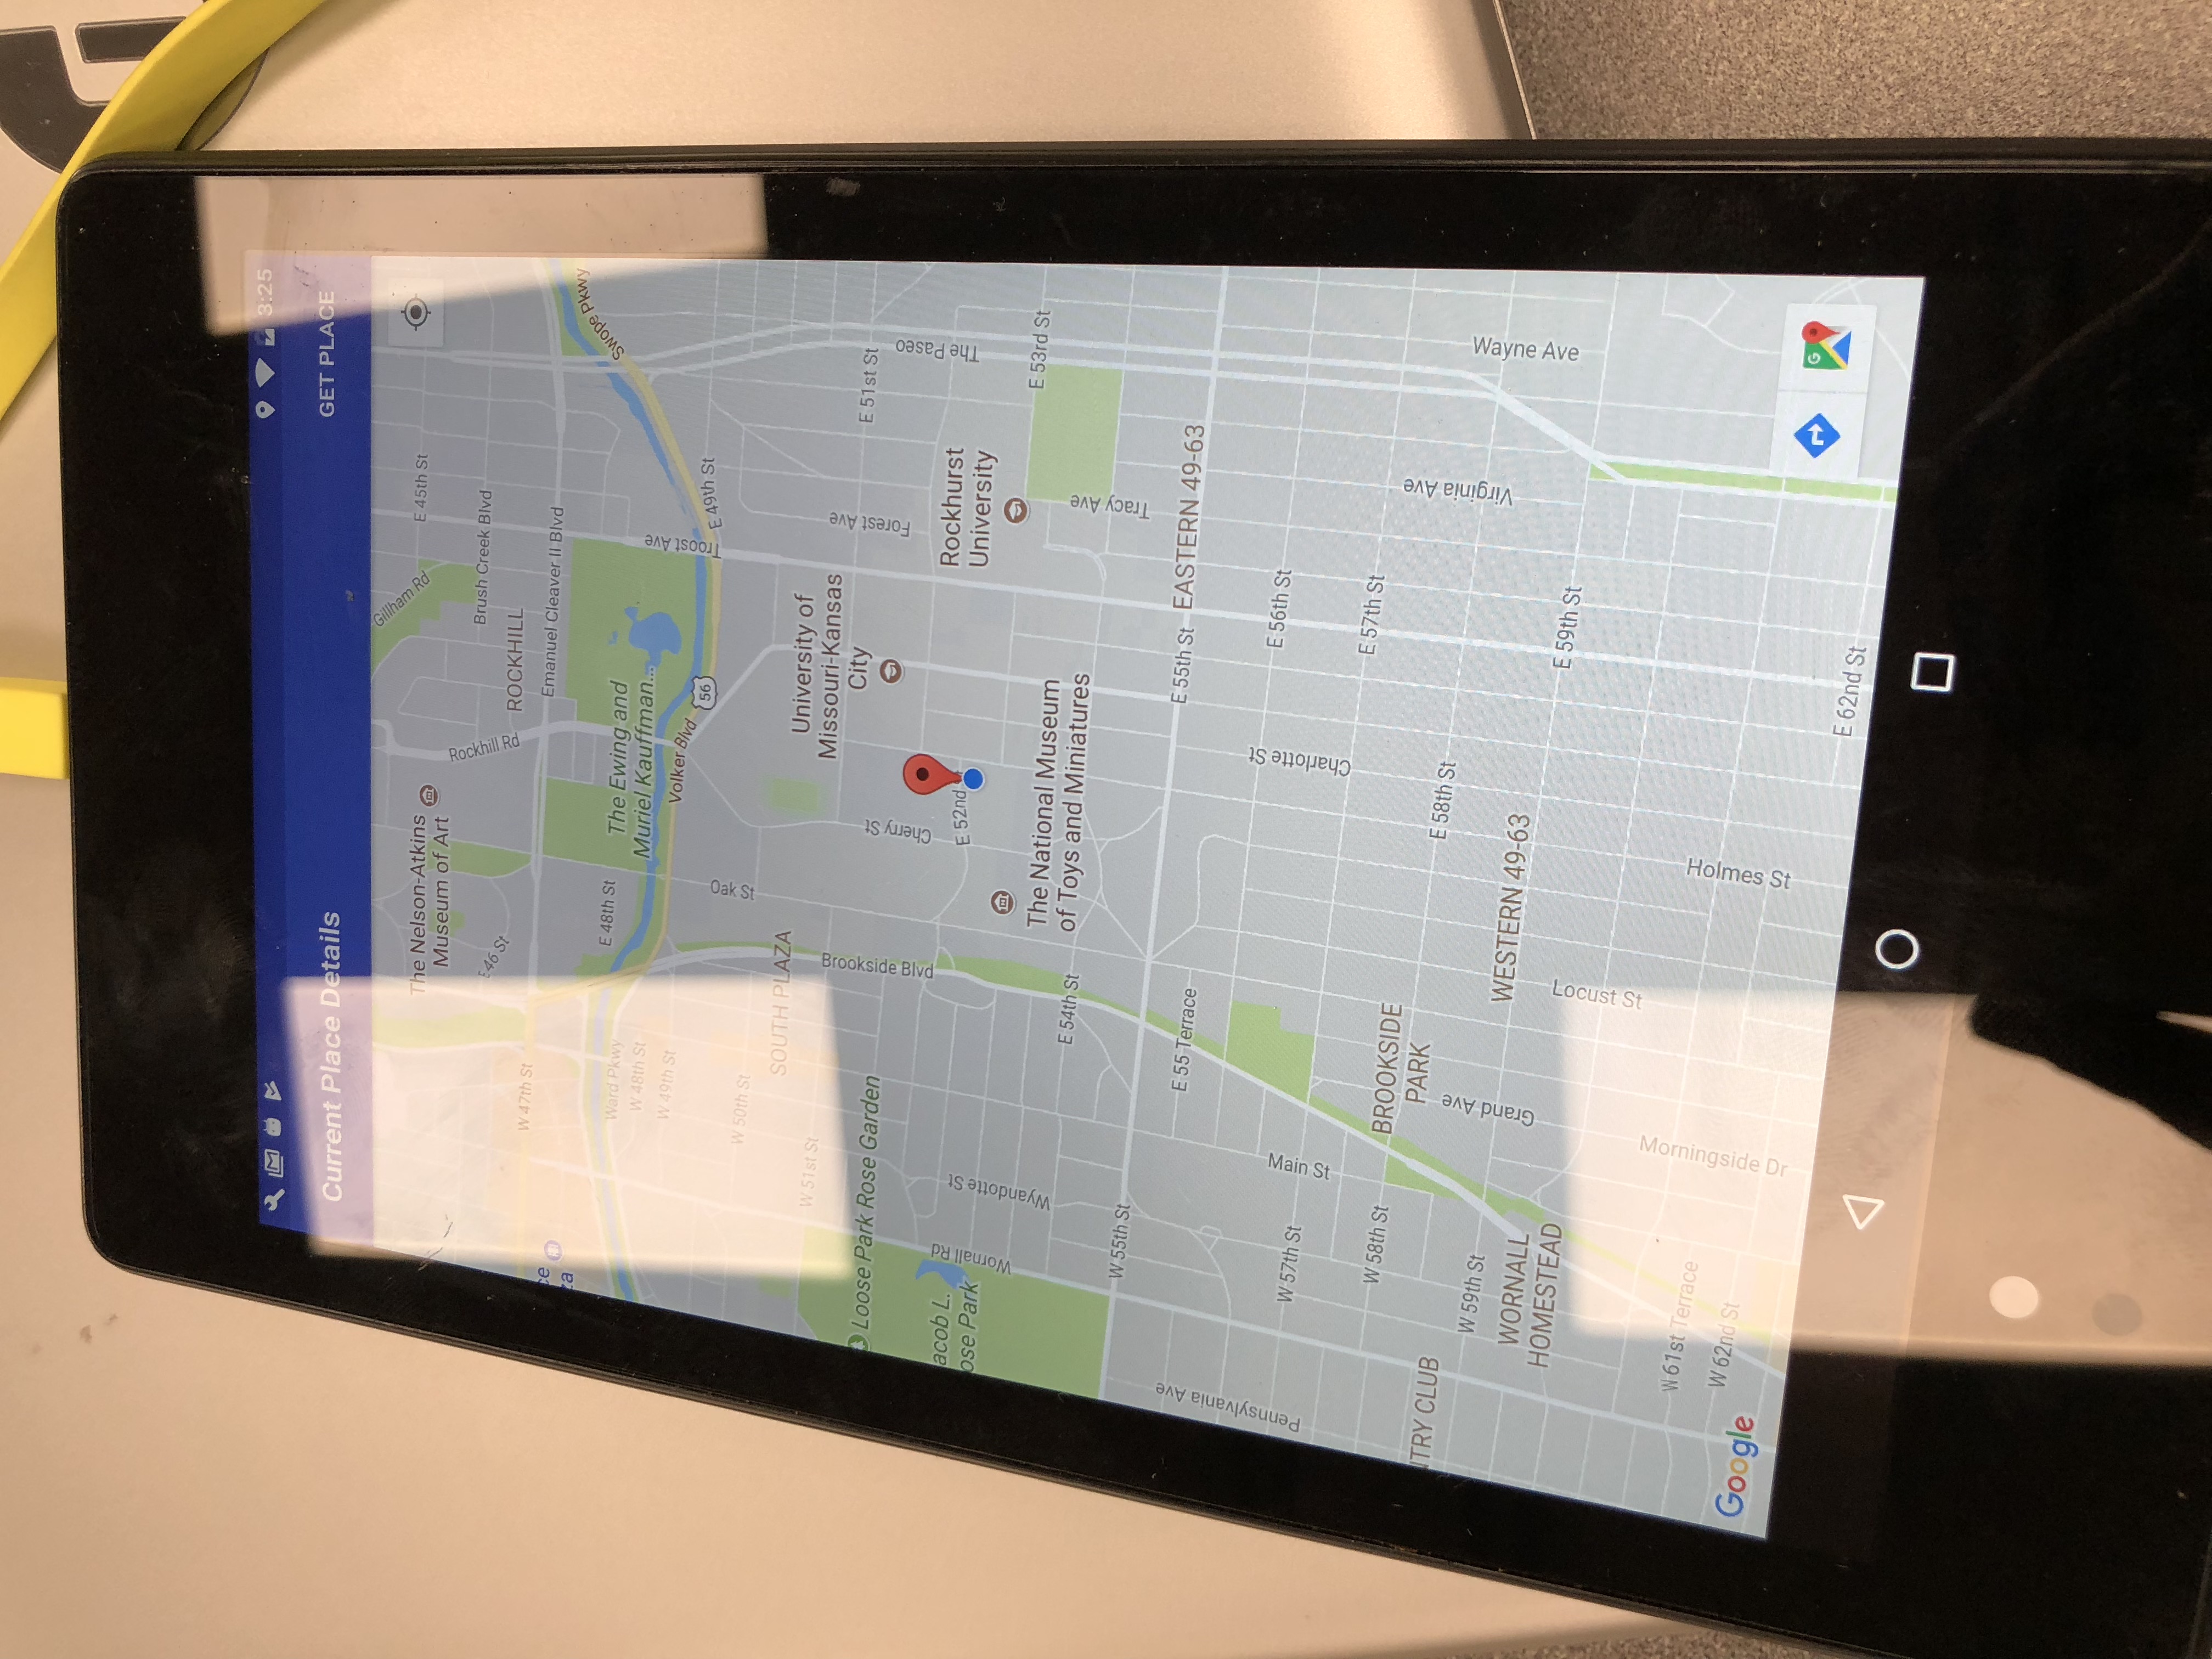 3:25
Current Place Details
GET PLACE
The Nelson-Atkins
Museum of Art
Gillham Rd
E 45th St
E 46 St
Rockhill Rd
Brush Creek Blvd
ROCKHILL
W 47th St
Emanuel Cleaver II Blvd
ce
za
Swope Pkwy
Ward Pkwy
E 48th St
The Ewing and
Muriel Kauffman...
W 48th St
W 49th St
Volker Blvd
56
Troost Ave
E 49th St
Oak St
W 50th St
SOUTH PLAZA
W 51st St
University of
Missouri-Kansas
City
Brookside Blvd
Loose Park Rose Garden
Cherry St
Forest Ave
E 51st St
The Paseo
acob L.
ose Park
Wornall Rd
Wyandotte St
E 52nd
Rockhurst
University
The National Museum
of Toys and Miniatures
E 53rd St
E 54th St
Tracy Ave
W 55th St
E 55 Terrace
E 55th St
EASTERN 49-63
Pennsylvania Ave
W 57th St
Main St
Charlotte St
E 56th St
W 58th St
BROOKSIDE
PARK
E 57th St
NTRY CLUB
E 58th St
Virginia Ave
W 59th St
Grand Ave
WORNALL
HOMESTEAD
WESTERN 49-63
Wayne Ave
E 59th St
Locust St
W 61st Terrace
Morningside Dr
W 62nd St
Holmes St
Google
E 62nd St
G